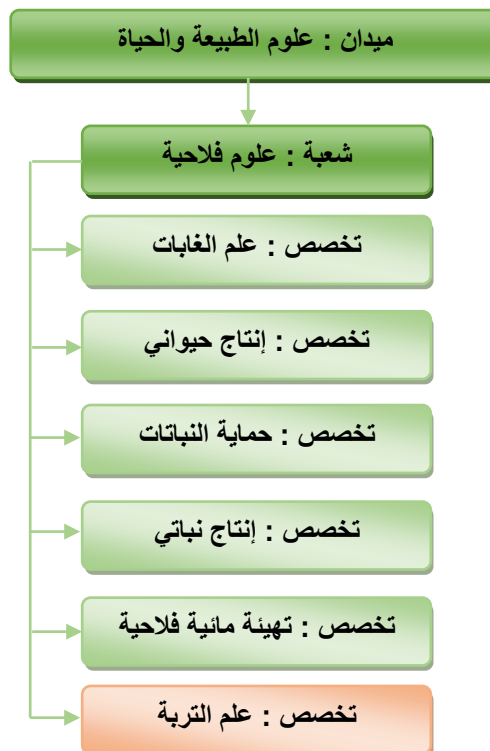 ميدان : علوم الطبيعة والحياة
شعبة : علوم فلاحية
تخصص : علم الغابات
تخصص : إنتاج حيواني
تخصص : حماية النباتات
تخصص : إنتاج نباتي
تخصص : تهيئة مائية فلاحية
تخصص : علم التربة